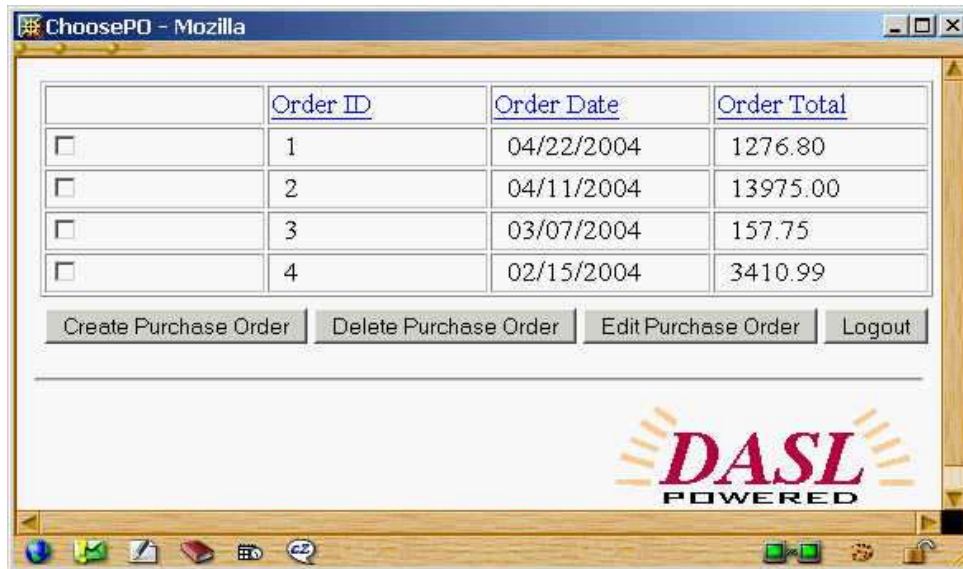 ChoosePO - Mozilla
Order ID Order Date Order Total
1 04/22/2004 1276.80
2 04/11/2004 13975.00
3 03/07/2004 157.75
4 02/15/2004 3410.99
Create Purchase Order Delete Purchase Order Edit Purchase Order Logout
DASL
POWERED
cZ